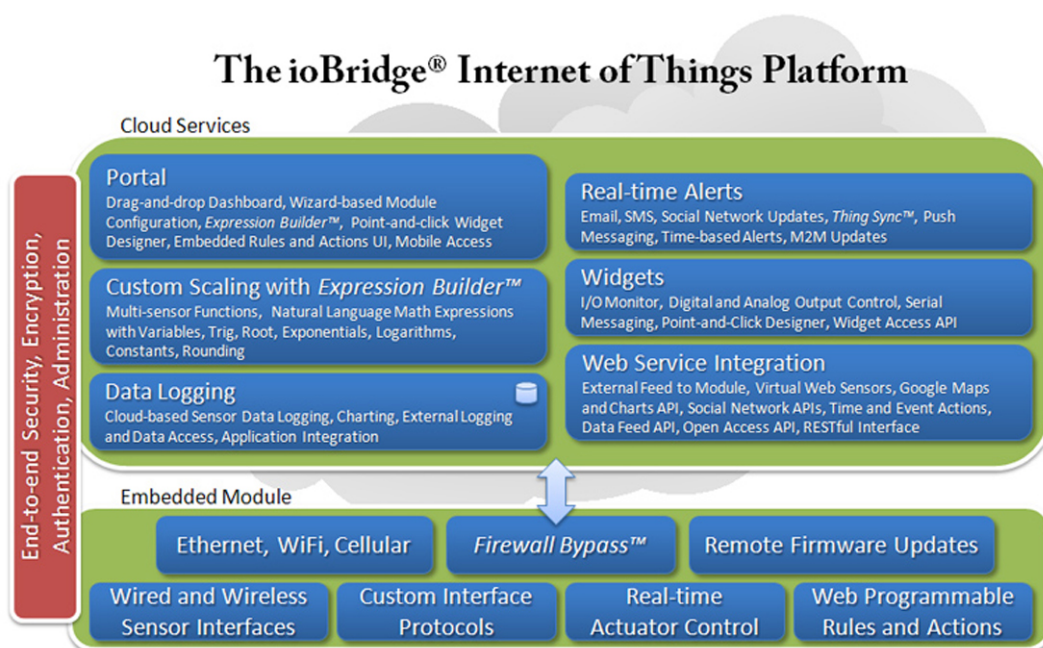 The ioBridge® Internet of Things Platform
Cloud Services
End-to-end Security, Encryption,
Authentication, Administration
Portal
Drag-and-drop Dashboard, Wizard-based Module
Configuration, Expression Builder™, Point-and-click Widget
Designer, Embedded Rules and Actions UI, Mobile Access
Custom Scaling with Expression Builder™
Multi-sensor Functions, Natural Language Math Expressions
with Variables, Trig, Root, Exponentials, Logarithms,
Constants, Rounding
Data Logging
Cloud-based Sensor Data Logging, Charting, External Logging
and Data Access, Application Integration
Real-time Alerts
Email, SMS, Social Network Updates, Thing Sync™, Push
Messaging, Time-based Alerts, M2M Updates
Widgets
I/O Monitor, Digital and Analog Output Control, Serial
Messaging, Point-and-Click Designer, Widget Access API
Web Service Integration
External Feed to Module, Virtual Web Sensors, Google Maps
and Charts API, Social Network APIs, Time and Event Actions,
Data Feed API, Open Access API, RESTful Interface
Embedded Module
Ethernet, WiFi, Cellular
Firewall Bypass™
Remote Firmware Updates
Wired and Wireless
Sensor Interfaces
Custom Interface
Protocols
Real-time
Actuator Control
Web Programmable
Rules and Actions